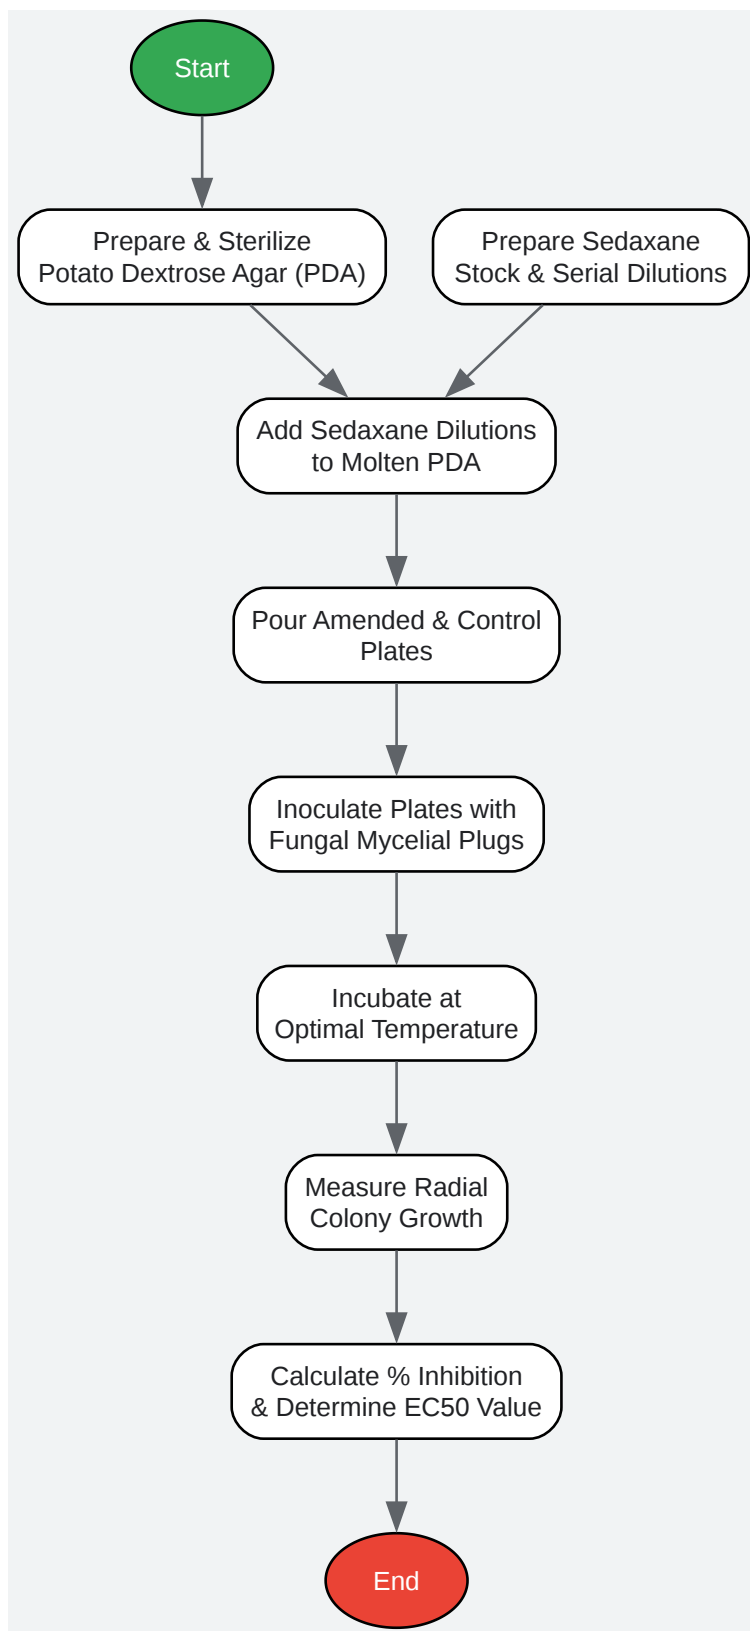 Start
Prepare & Sterilize
Potato Dextrose Agar (PDA)
Prepare Sedaxane
Stock & Serial Dilutions
Add Sedaxane Dilutions
to Molten PDA
Pour Amended & Control
Plates
Inoculate Plates with
Fungal Mycelial Plugs
Incubate at
Optimal Temperature
Measure Radial
Colony Growth
Calculate % Inhibition
& Determine EC50 Value
End